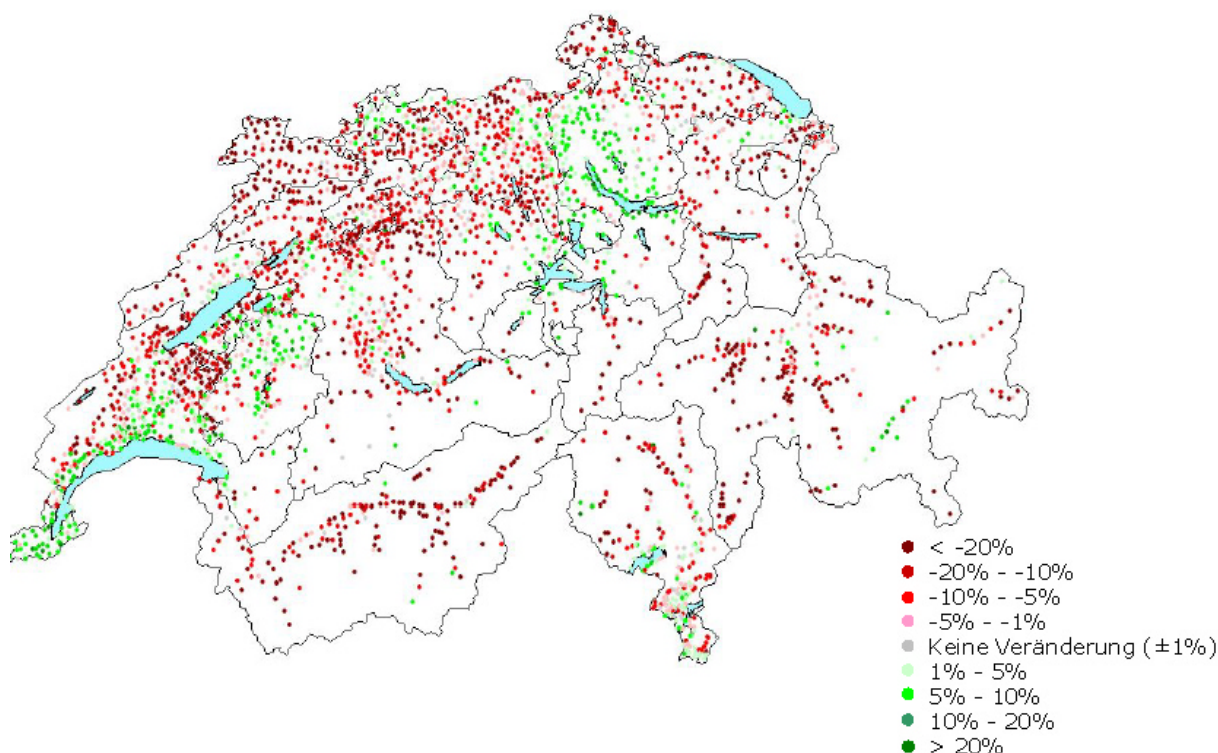 < -20%
-20% - -10%
-10% - -5%
-5% - -1%
Keine Veränderung (±1%)
1% - 5%
5% - 10%
10% - 20%
> 20%